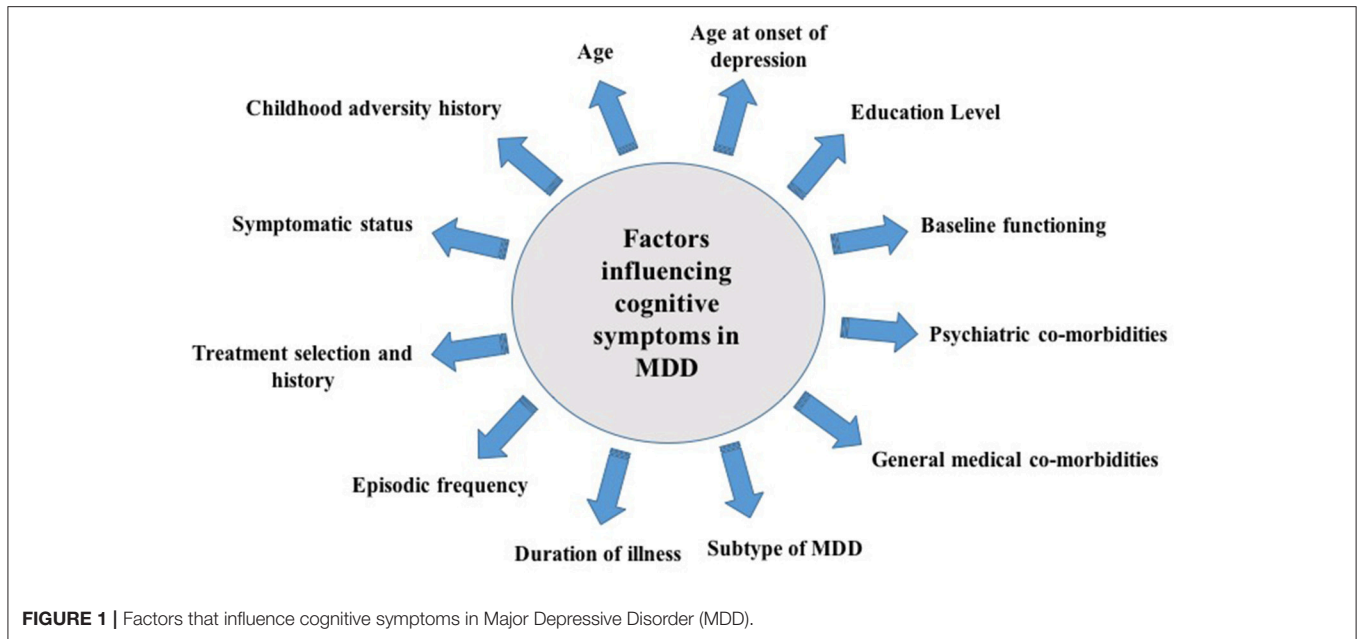 Age
Age at onset of
depression
Education Level
Baseline functioning
Psychiatric co-morbidities
General medical co-morbidities
Subtype of MDD
Duration of illness
Episodic frequency
Treatment selection and
history
Symptomatic status
Childhood adversity history
Factors
influencing
cognitive
symptoms in
MDD
FIGURE 1 | Factors that influence cognitive symptoms in Major Depressive Disorder (MDD).